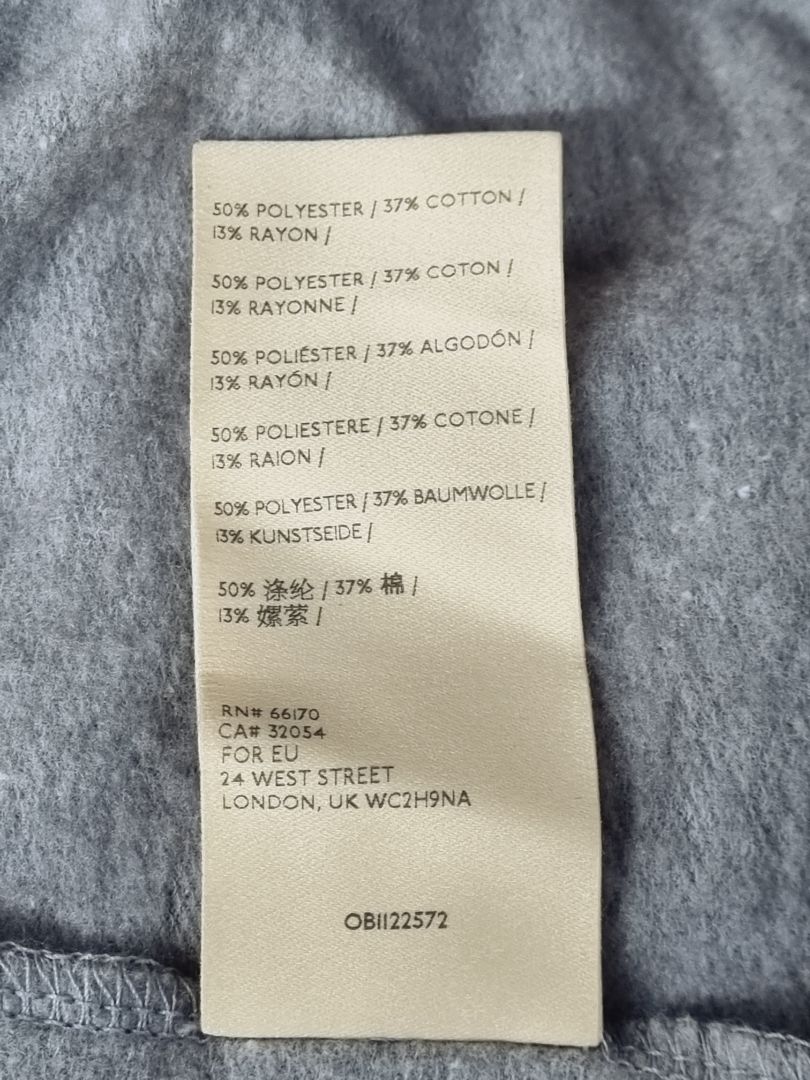 50% POLYESTER / 37% COTTON /
13% RAYON /
50% POLYESTER / 37% COTON /
13% RAYONNE /
50% POLIÉSTER / 37% ALGODÓN /
13% RAYÓN /
50% POLIESTERE / 37% COTONE /
13% RAION /
50% POLYESTER / 37% BAUMWOLLE /
13% KUNSTSEIDE /
50% 涤纶 / 37% 棉 /
13% 嫘萦 /
RN# 66170
CA# 32054
FOR EU
24 WEST STREET
LONDON, UK WC2H9NA
OB1122572